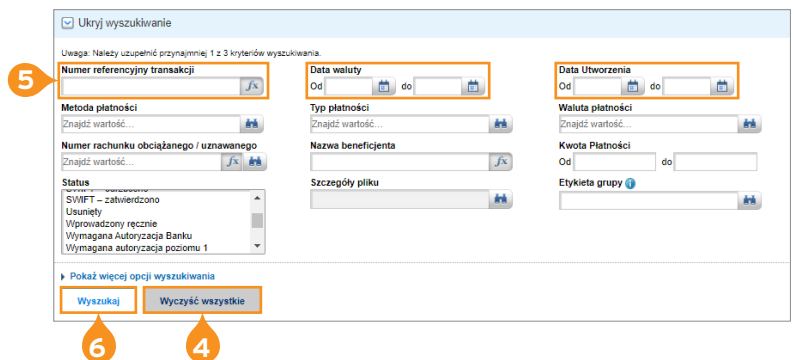 Ukryj wyszukiwanie
Uwaga: Należy uzupełnić przynajmniej 1 z 3 kryteriów wyszukiwania.
5
Numer referencyjny transakcji
Data waluty
Data Utworzenia
fx
Od
do
Od
do
Metoda płatności
Typ płatności
Waluta płatności
Znajdź wartość...
Znajdź wartość...
Znajdź wartość...
Numer rachunku obciążanego / uznawanego
Nazwa beneficjenta
Kwota Płatności
Znajdź wartość...
fx
fx
Od
do
Status
Szczegóły pliku
Etykieta grupy
SWIFT – zatwierdzono
Usunięty
Wprowadzony ręcznie
Wymagana Autoryzacja Banku
Wymagana autoryzacja poziomu 1
Pokaż więcej opcji wyszukiwania
Wyszukaj
Wyczyść wszystkie
6
4